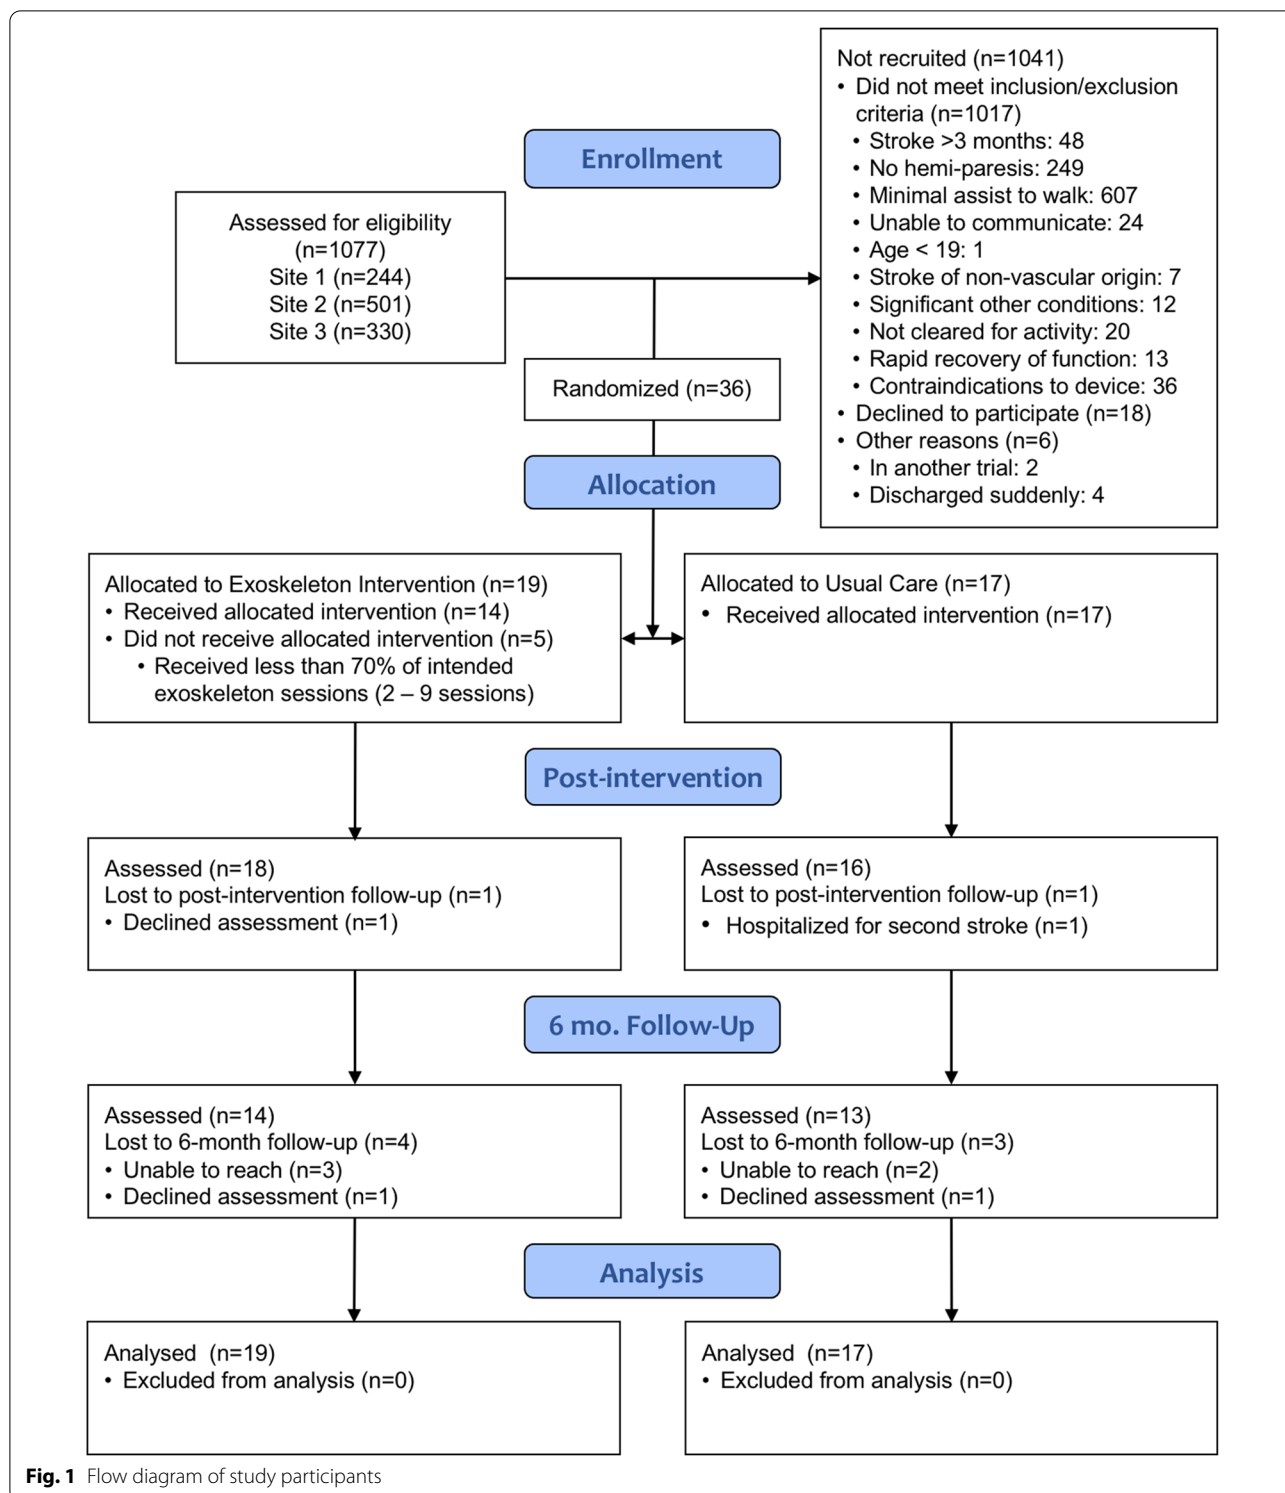 Not recruited (n=1041)
• Did not meet inclusion/exclusion
criteria (n=1017)
• Stroke >3 months: 48
• No hemi-paresis: 249
• Minimal assist to walk: 607
• Unable to communicate: 24
• Age < 19: 1
• Stroke of non-vascular origin: 7
• Significant other conditions: 12
• Not cleared for activity: 20
• Rapid recovery of function: 13
• Contraindications to device: 36
• Declined to participate (n=18)
• Other reasons (n=6)
• In another trial: 2
• Discharged suddenly: 4
Enrollment
Assessed for eligibility
(n=1077)
Site 1 (n=244)
Site 2 (n=501)
Site 3 (n=330)
Randomized (n=36)
Allocation
Allocated to Exoskeleton Intervention (n=19)
• Received allocated intervention (n=14)
• Did not receive allocated intervention (n=5)
• Received less than 70% of intended
exoskeleton sessions (2 – 9 sessions)
Allocated to Usual Care (n=17)
• Received allocated intervention (n=17)
Post-intervention
Assessed (n=18)
Lost to post-intervention follow-up (n=1)
• Declined assessment (n=1)
Assessed (n=16)
Lost to post-intervention follow-up (n=1)
• Hospitalized for second stroke (n=1)
6 mo. Follow-Up
Assessed (n=14)
Lost to 6-month follow-up (n=4)
• Unable to reach (n=3)
• Declined assessment (n=1)
Assessed (n=13)
Lost to 6-month follow-up (n=3)
• Unable to reach (n=2)
• Declined assessment (n=1)
Analysis
Analysed (n=19)
• Excluded from analysis (n=0)
Analysed (n=17)
• Excluded from analysis (n=0)
Fig. 1 Flow diagram of study participants